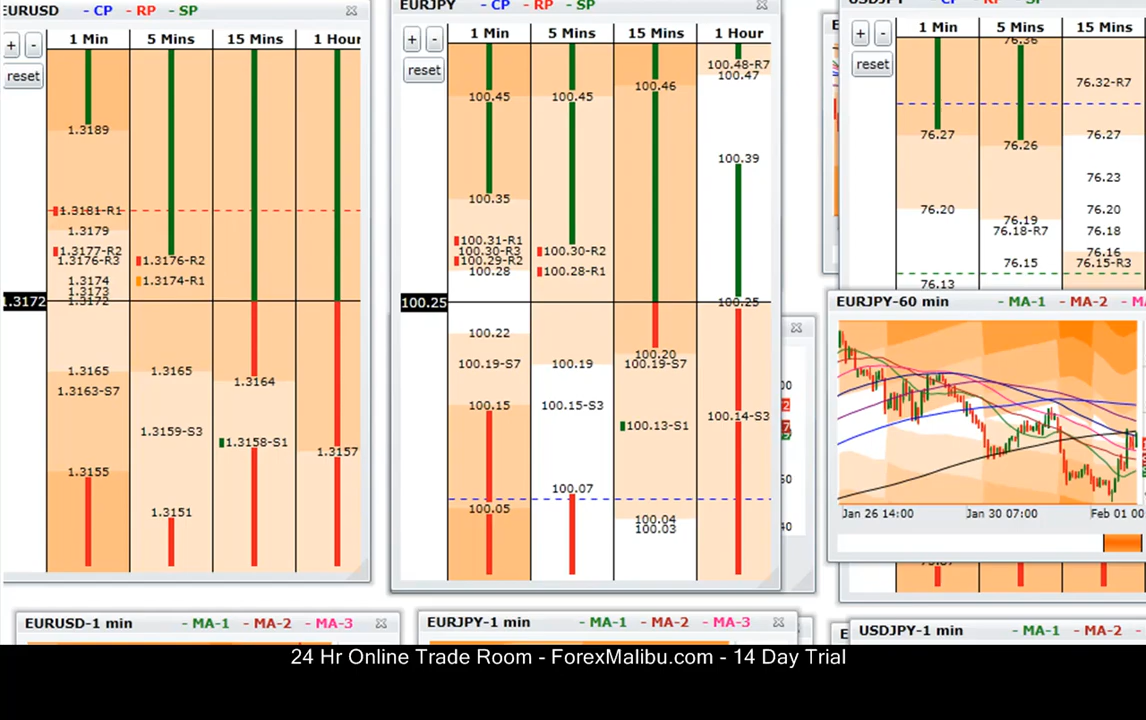 EURUSD - CP - RP - SP
+ -
reset
1 Min 5 Mins 15 Mins 1 Hour
1.3189
1.3181-R1
1.3179
1.3177-R2
1.3176-R3 1.3176-R2
1.3174 1.3174-R1
1.3173
1.3172
1.3172
1.3165 1.3165
1.3164
1.3163-S7
1.3159-S3
1.3158-S1
1.3157
1.3155
1.3151
EURJPY - CP - RP - SP
+ -
reset
1 Min 5 Mins 15 Mins 1 Hour
100.48-R7
100.47
100.45 100.45 100.46
100.39
100.35
100.31-R1
100.30-R3 100.30-R2
100.29-R2
100.28 100.28-R1
100.25 100.25
100.22
100.20
100.19-S7 100.19 100.19-S7
100.15 100.15-S3
100.14-S3
100.13-S1
100.07
100.05
100.04
100.03
+ -
reset
1 Min 5 Mins 15 Mins
76.36
76.32-R7
76.27 76.27
76.26
76.23
76.20 76.20
76.19
76.18-R7 76.18
76.16
76.15 76.15-R3
76.13
EURJPY-60 min - MA-1 - MA-2
Jan 26 14:00 Jan 30 07:00 Feb 01 00
EURUSD-1 min - MA-1 - MA-2 - MA-3
EURJPY-1 min - MA-1 - MA-2 - MA-3
USDJPY-1 min - MA-1 - MA-2
24 Hr Online Trade Room - ForexMalibu.com - 14 Day Trial